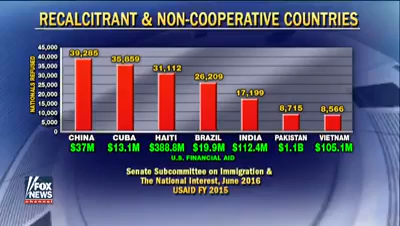 RECALCITRANT & NON-COOPERATIVE COUNTRIES
45,000
40,000
35,000
30,000
25,000
20,000
15,000
10,000
5,000
0
NATIONALS REFUSED
39,285
35,859
31,112
26,209
17,199
8,715
8,566
CHINA CUBA HAITI BRAZIL INDIA PAKISTAN VIETNAM
$37M $13.1M $388.8M $19.9M $112.4M $1.1B $105.1M
U.S. FINANCIAL AID
Senate Subcommittee on Immigration &
The National Interest, June 2016
USAID FY 2015
FOX
NEWS
channel